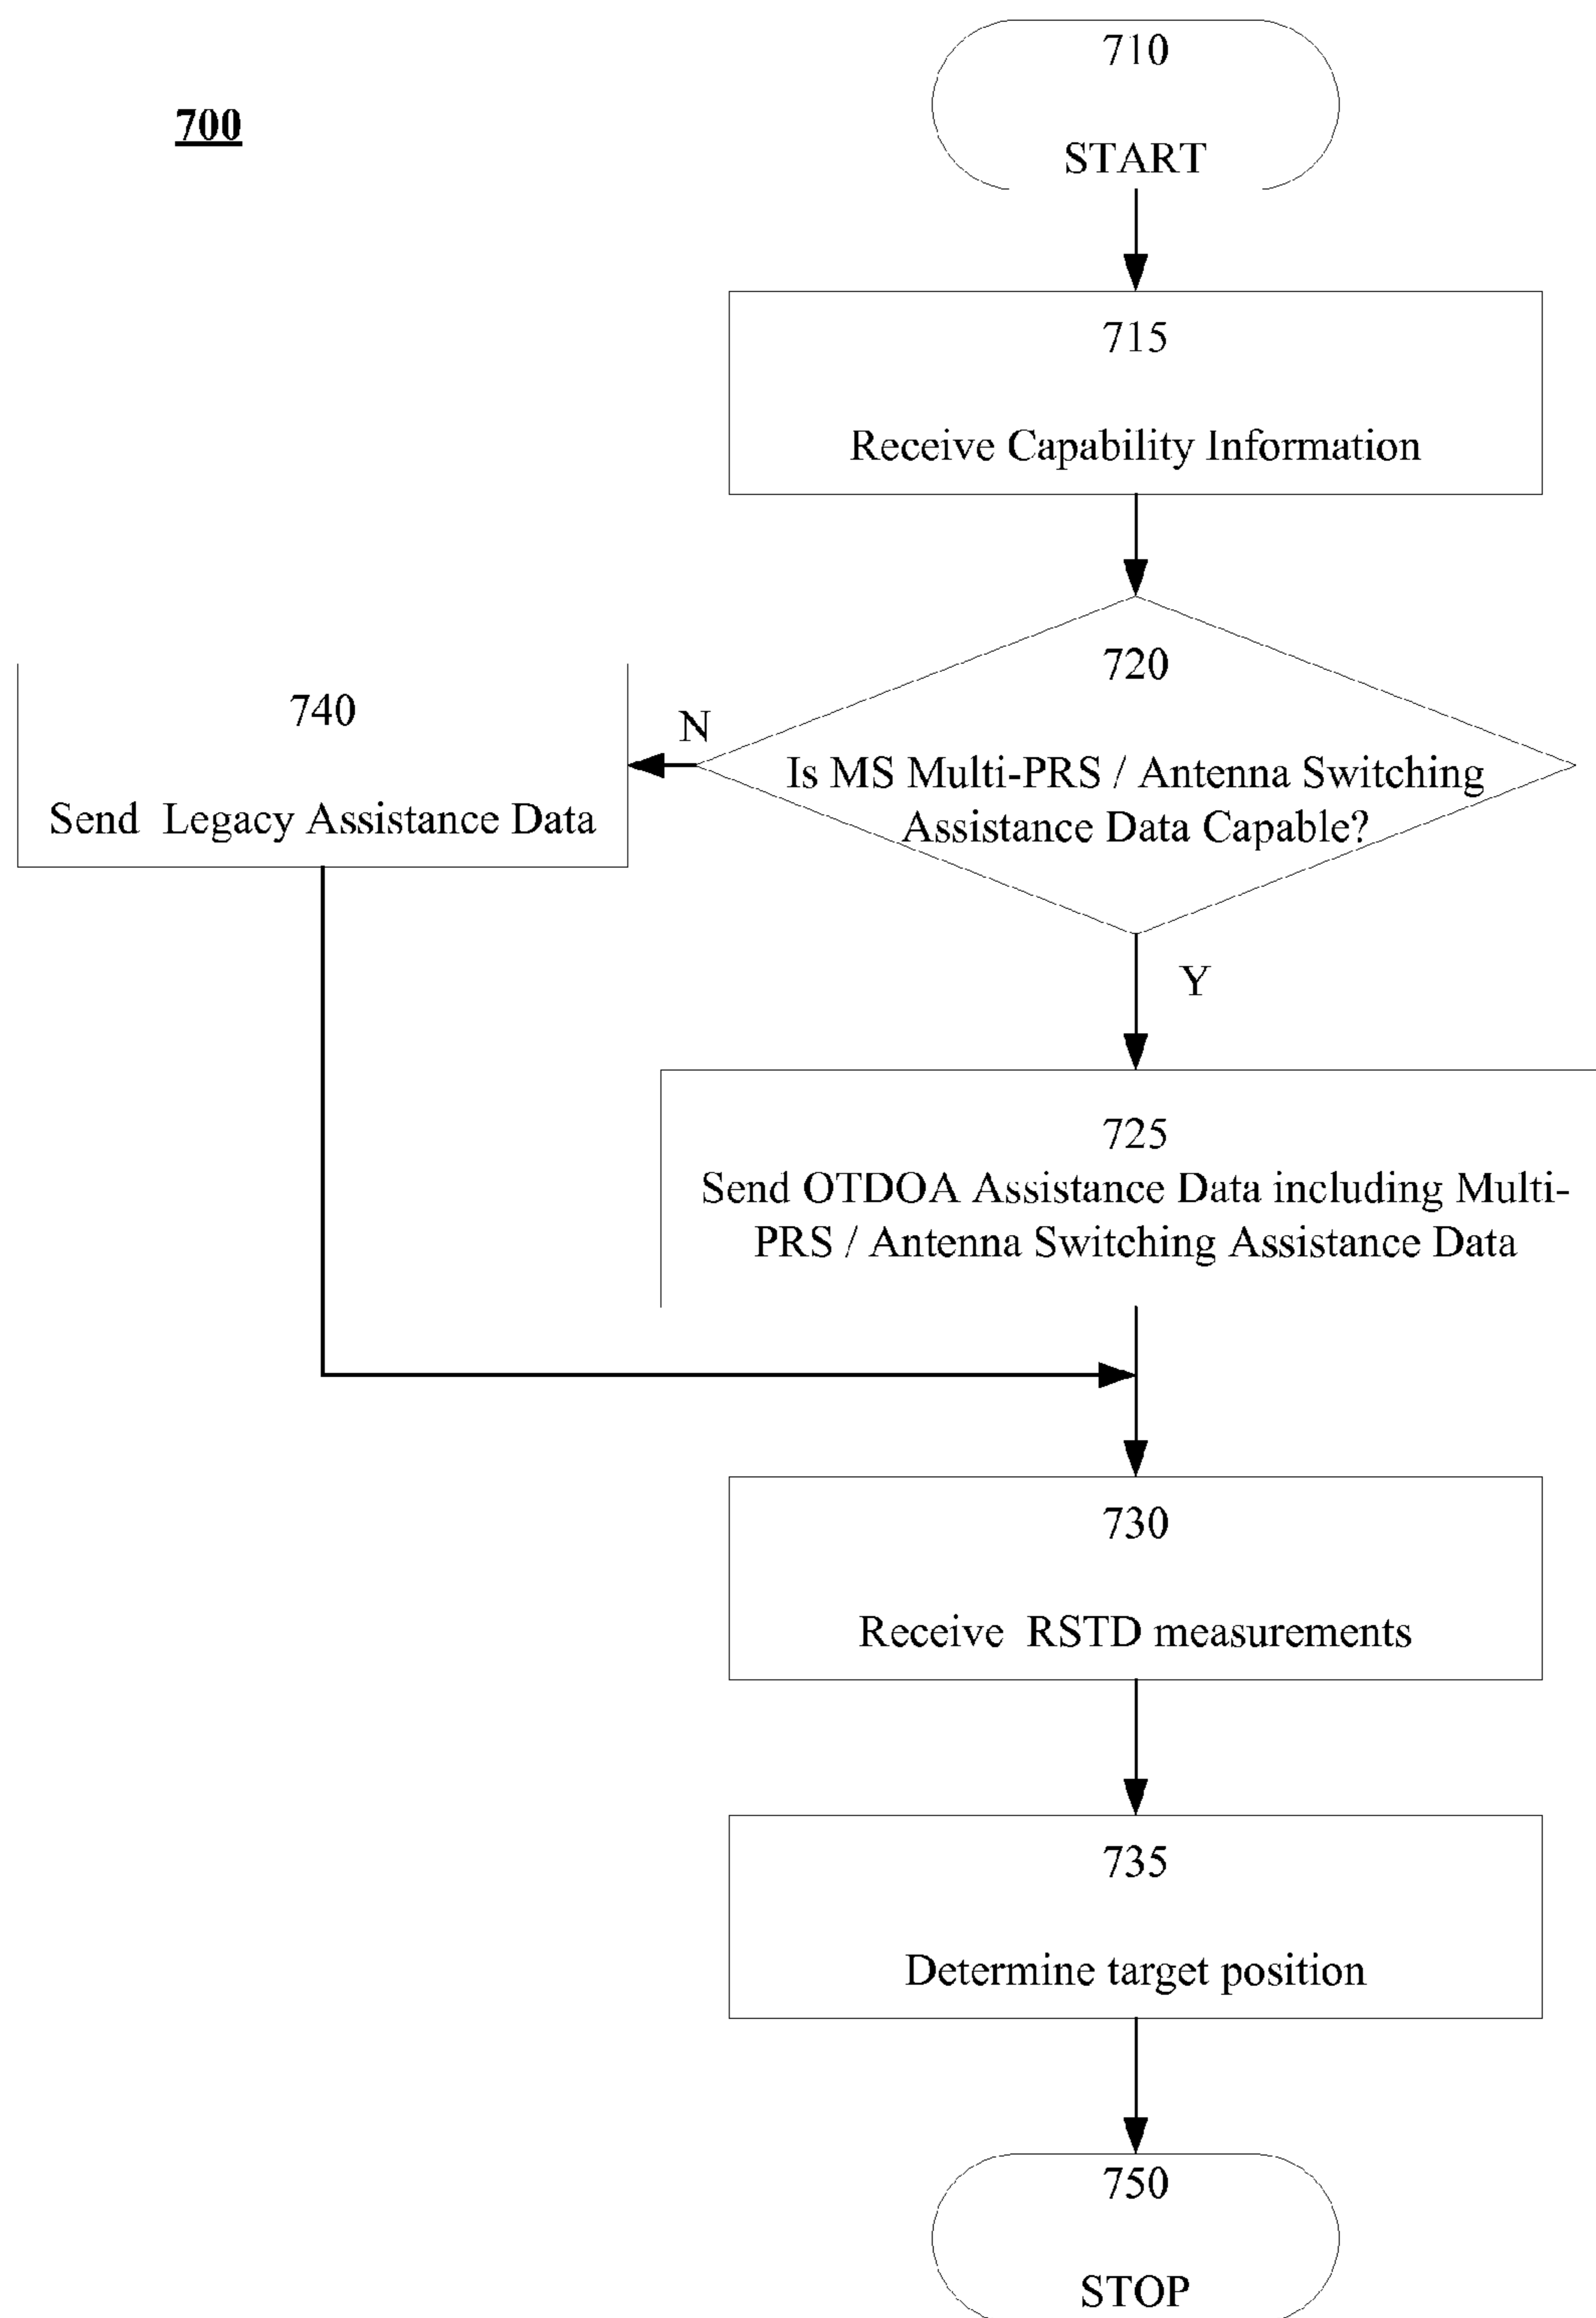 700
710
START
715
Receive Capability Information
720
Is MS Multi-PRS / Antenna Switching
Assistance Data Capable?
N
740
Send Legacy Assistance Data
Y
725
Send OTDOA Assistance Data including Multi-
PRS / Antenna Switching Assistance Data
730
Receive RSTD measurements
735
Determine target position
750
STOP